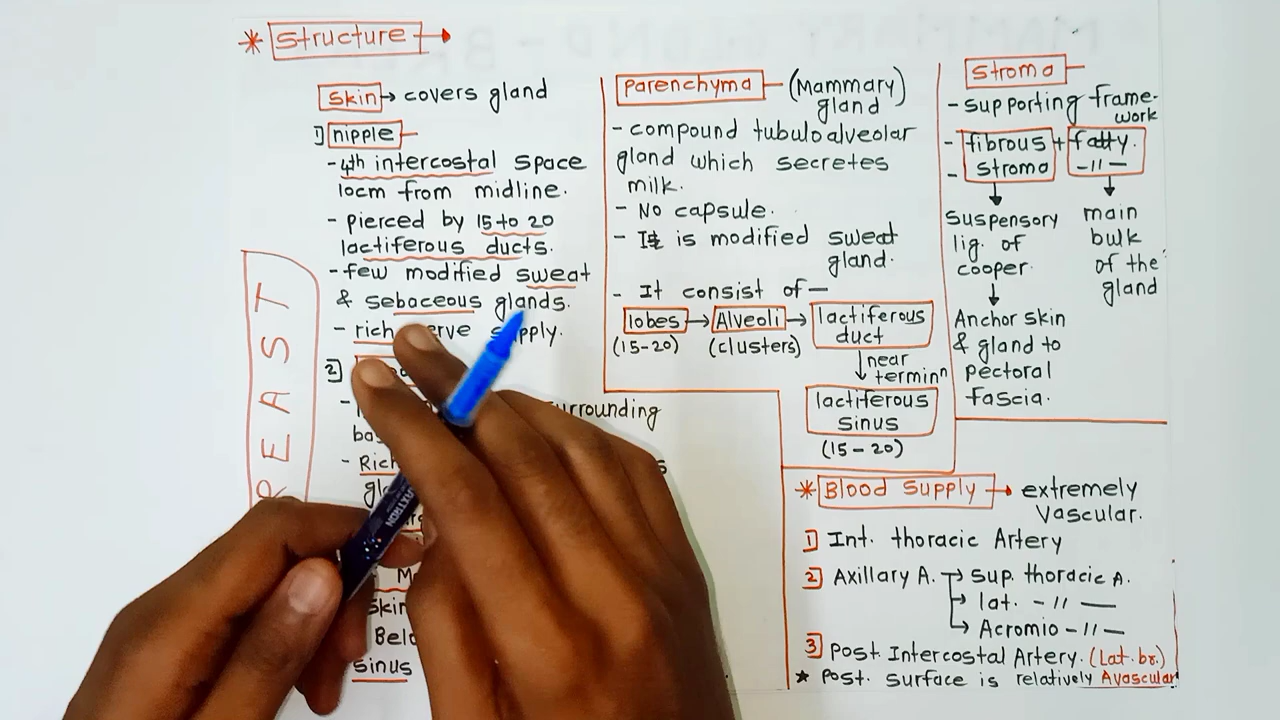 * Structure →
Skin → covers gland
1) nipple -
- 4th intercostal space
10cm from midline.
- pierced by 15 to 20
lactiferous ducts.
- few modified sweat
& sebaceous glands.
- rich nerve supply.
2]
surrounding
- Rich
Skin
Belo
sinus
REAST
Parenchyma - (Mammary)
gland
- compound tubuloalveolar
gland which secretes
milk.
- No capsule.
- It is modified sweat
gland.
- It consist of —
lobes → Alveoli → lactiferous
duct
(15-20) (clusters)
↓ near
terminⁿ
lactiferous
sinus
(15-20)
Stroma -
- supporting frame-
work
- fibrous + fatty.
- stroma -11-
↓ ↓
suspensory
lig. of
cooper.
↓
Anchor skin
& gland to
pectoral
fascia.
main
bulk
of the
gland
* Blood supply → extremely
Vascular.
1] Int. thoracic Artery
2] Axillary A. → Sup. thoracic A.
→ lat. -11-
→ Acromio -11-
3] Post. Intercostal Artery. (Lat. br.)
* Post. surface is relatively Avascular